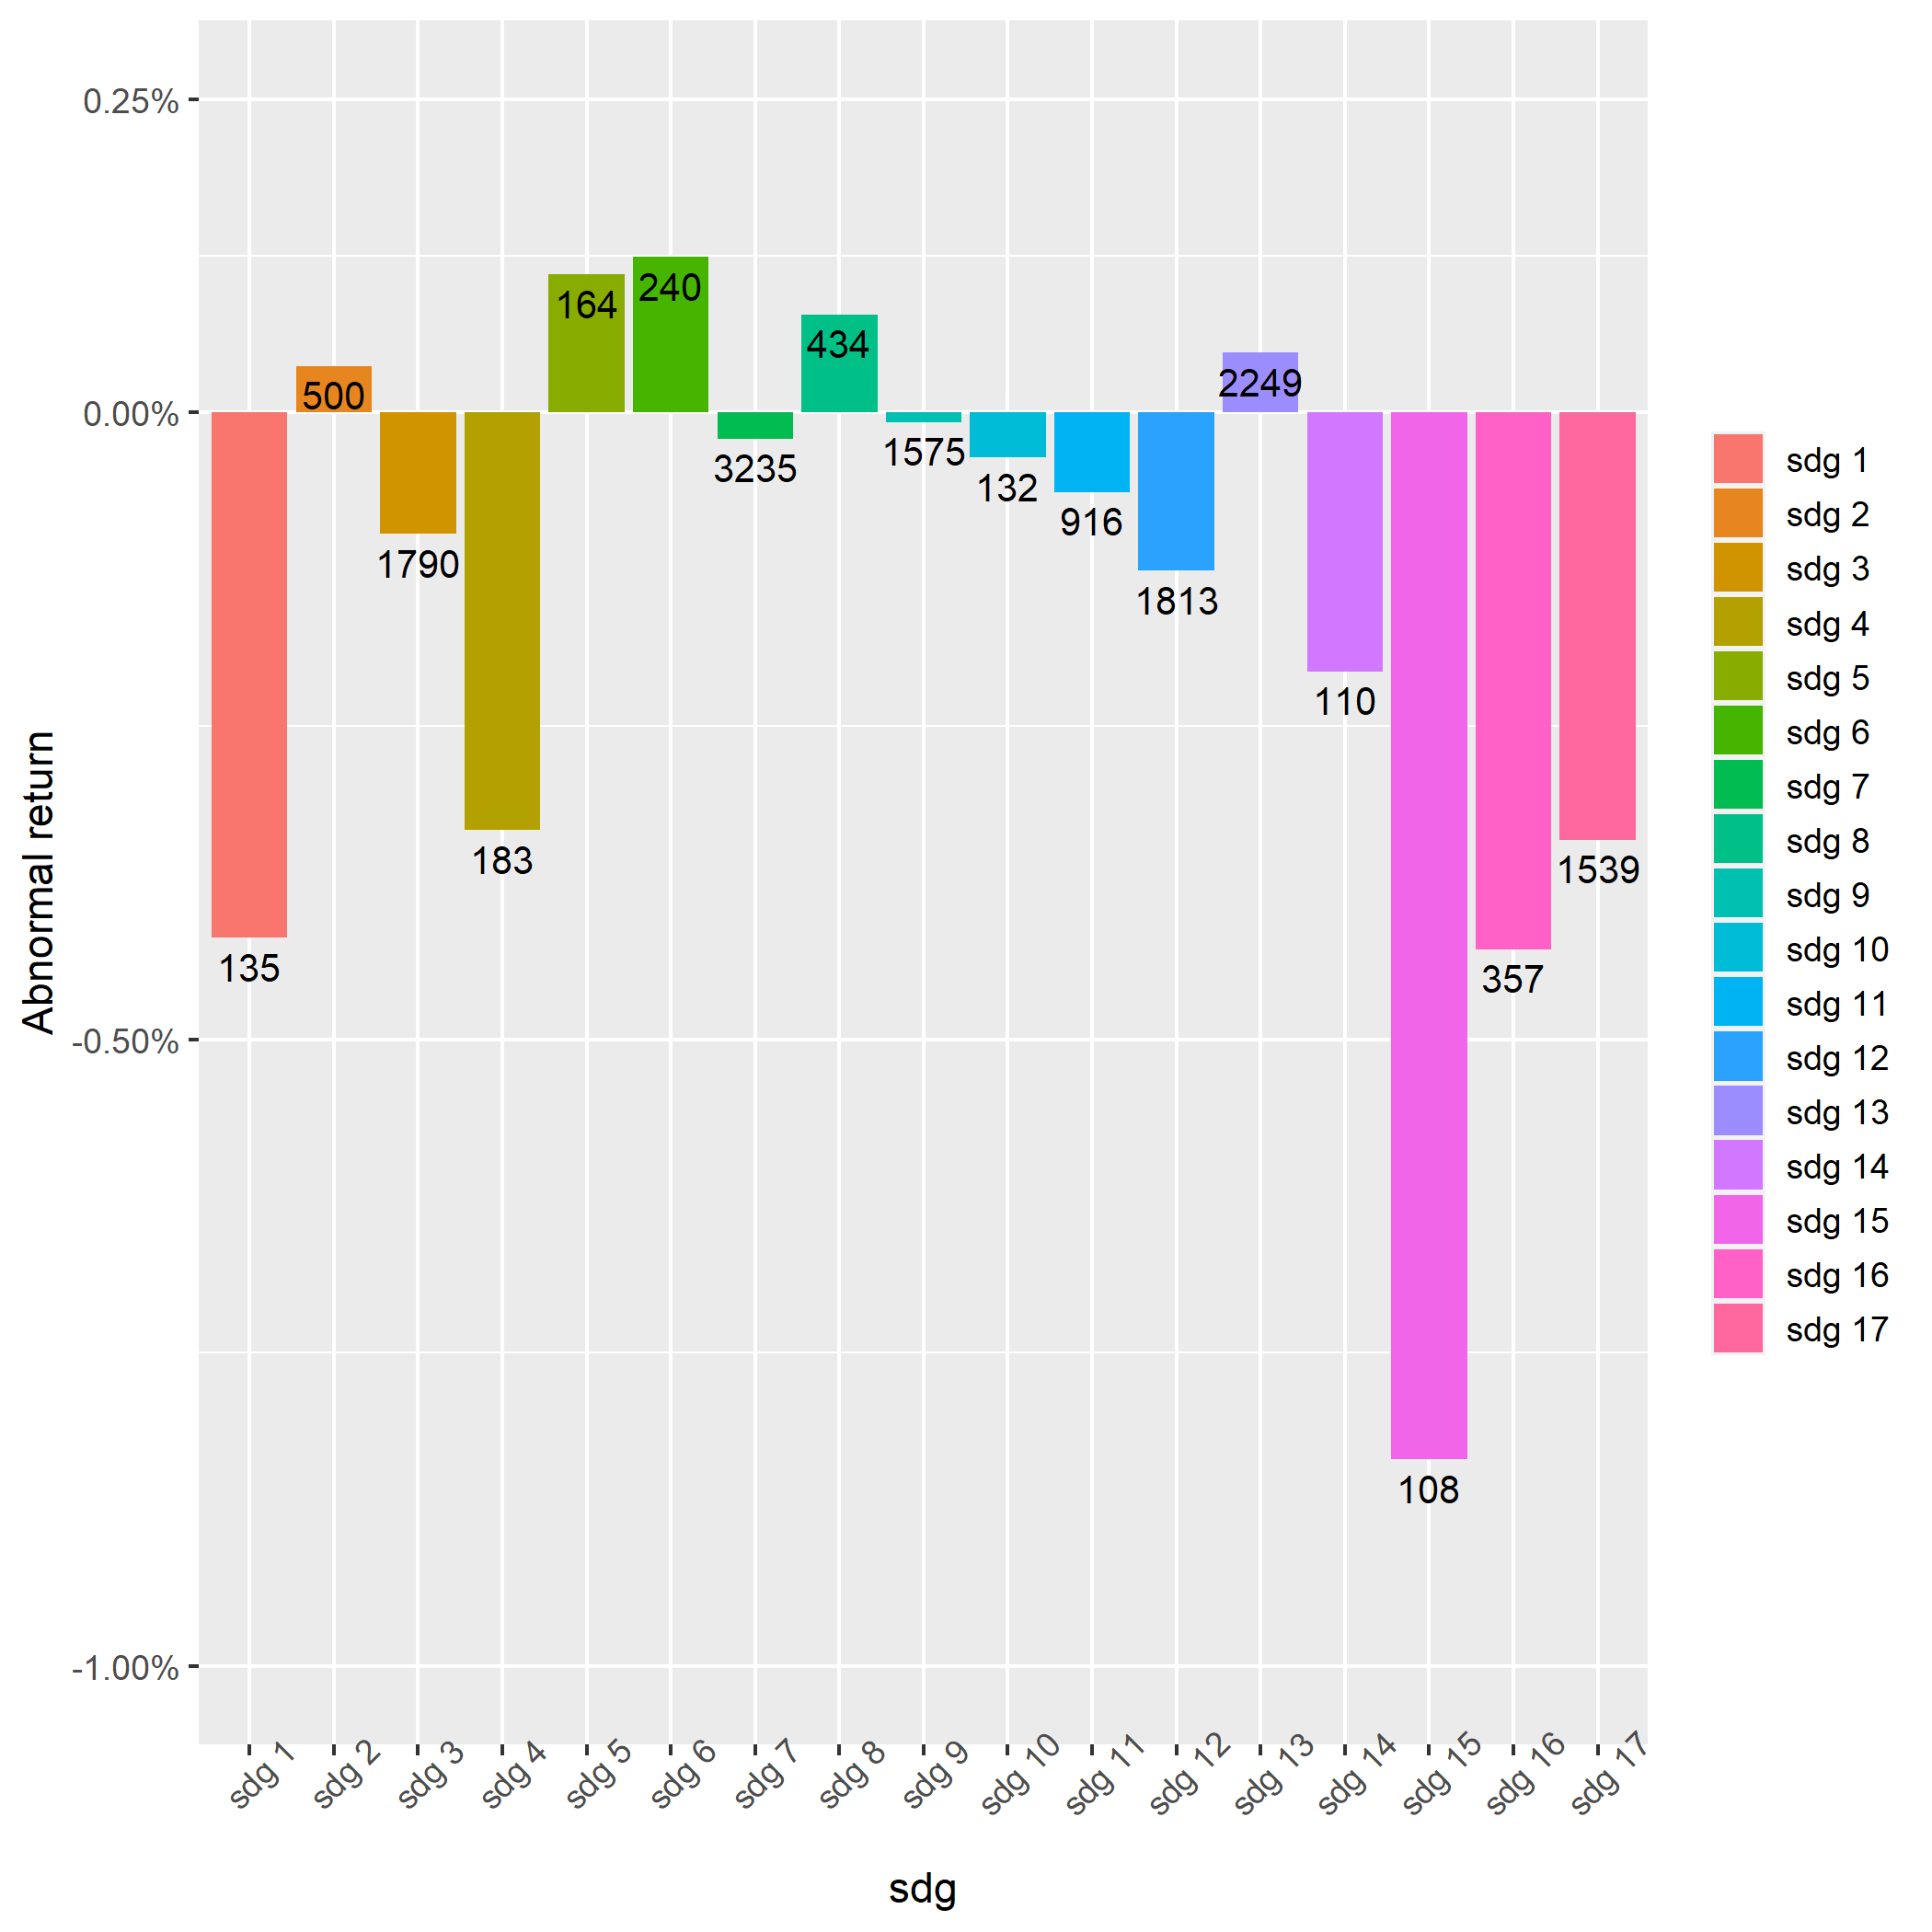 0.25%
0.00%
-0.50%
-1.00%
Abnormal return
135
500
1790
183
164
240
3235
434
1575
132
916
1813
2249
110
108
357
1539
sdg 1
sdg 2
sdg 3
sdg 4
sdg 5
sdg 6
sdg 7
sdg 8
sdg 9
sdg 10
sdg 11
sdg 12
sdg 13
sdg 14
sdg 15
sdg 16
sdg 17
sdg
sdg 1
sdg 2
sdg 3
sdg 4
sdg 5
sdg 6
sdg 7
sdg 8
sdg 9
sdg 10
sdg 11
sdg 12
sdg 13
sdg 14
sdg 15
sdg 16
sdg 17